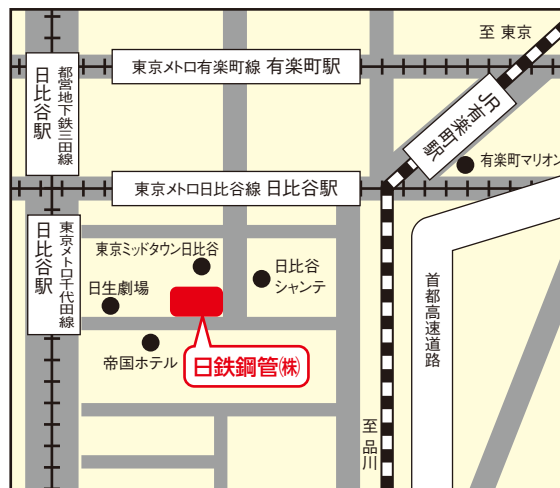 至 東京
東京メトロ有楽町線 有楽町駅
都営地下鉄三田線
日比谷駅
JR有楽町駅
有楽町マリオン
東京メトロ日比谷線 日比谷駅
東京メトロ千代田線
日比谷駅
東京ミッドタウン日比谷
日比谷
シャンテ
日生劇場
首都高速道路
帝国ホテル
日鉄鋼管㈱
至 品川